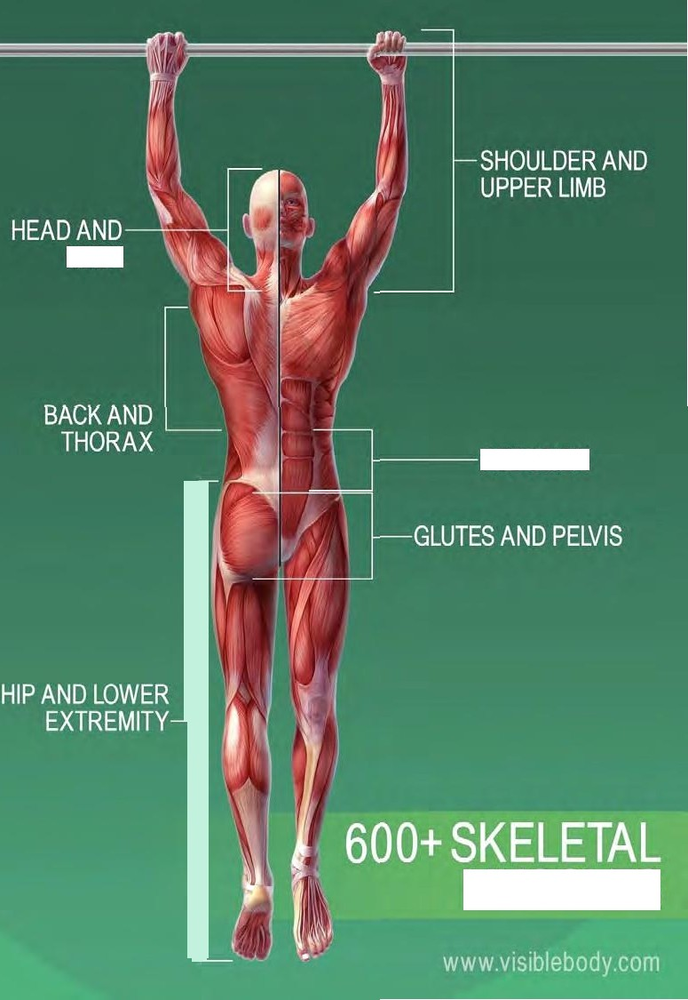 SHOULDER AND
UPPER LIMB
HEAD AND
BACK AND
THORAX
GLUTES AND PELVIS
HIP AND LOWER
EXTREMITY
600+ SKELETAL
www.visiblebody.com